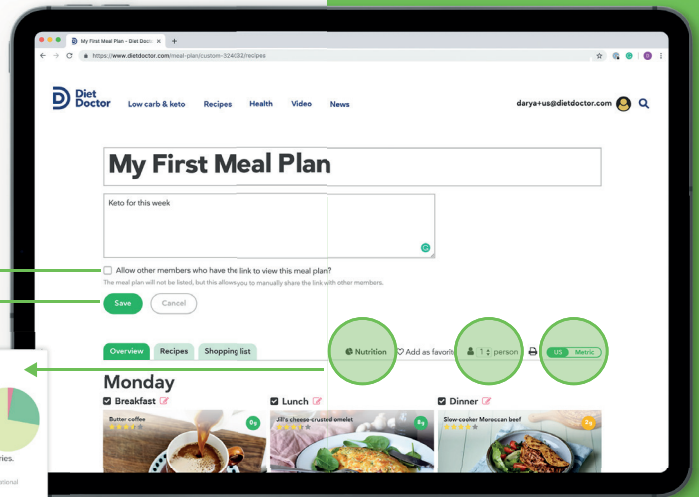 My First Meal Plan - Diet Doc
https://www.dietdoctor.com/meal-plan/custom-324032/recipes
Diet Doctor
Low carb & keto Recipes Health Video News
darya+us@dietdoctor.com
My First Meal Plan
Keto for this week
Allow other members who have the link to view this meal plan?
The meal plan will not be listed, but this allows you to manually share the link with other members.
Save Cancel
Overview Recipes Shopping list Nutrition Add as favorite 1 person US Metric
Monday
Breakfast Lunch Dinner
Butter coffee Jill's cheese-crusted omelet Slow-cooker Moroccan beef
ries.
ational